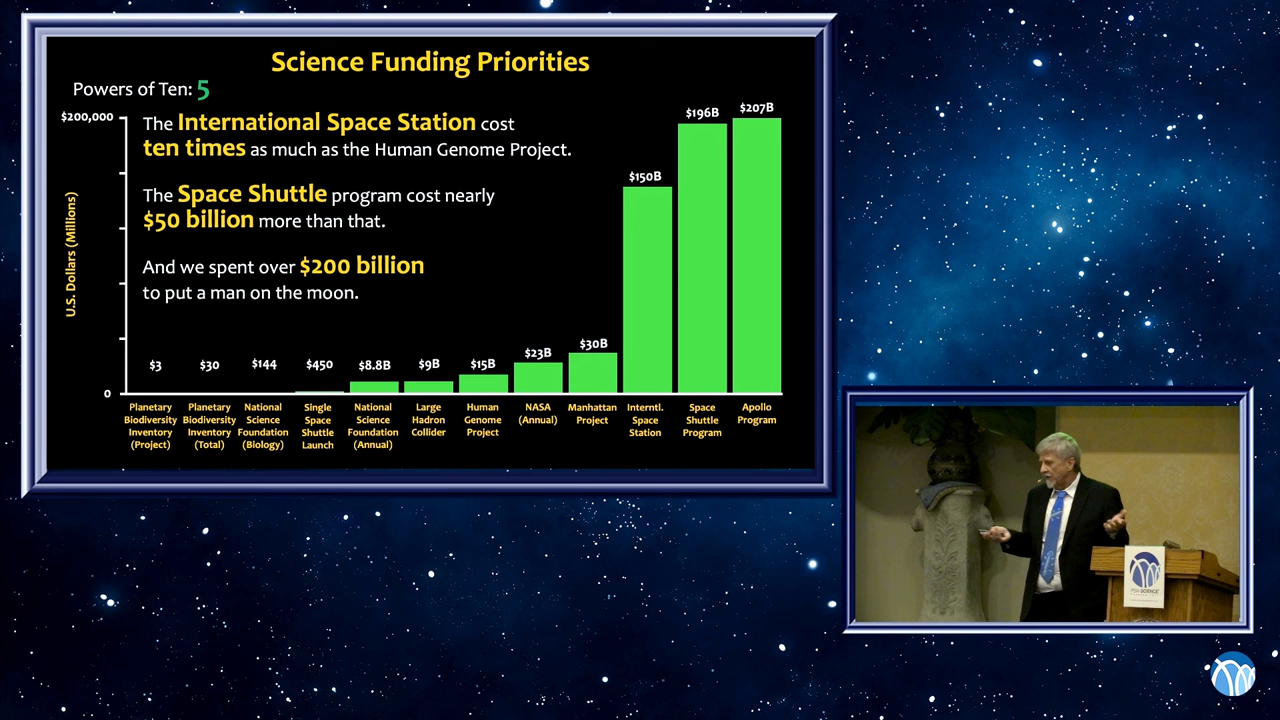 Science Funding Priorities
Powers of Ten: 5
$200,000
The International Space Station cost
ten times as much as the Human Genome Project.
The Space Shuttle program cost nearly
$50 billion more than that.
And we spent over $200 billion
to put a man on the moon.
U.S. Dollars (Millions)
0
$3
$30
$144
$450
$8.8B
$9B
$15B
$23B
$30B
$150B
$196B
$207B
Planetary
Biodiversity
Inventory
(Project)
Planetary
Biodiversity
Inventory
(Total)
National
Science
Foundation
(Biology)
Single
Space
Shuttle
Launch
National
Science
Foundation
(Annual)
Large
Hadron
Collider
Human
Genome
Project
NASA
(Annual)
Manhattan
Project
Interntl.
Space
Station
Space
Shuttle
Program
Apollo
Program